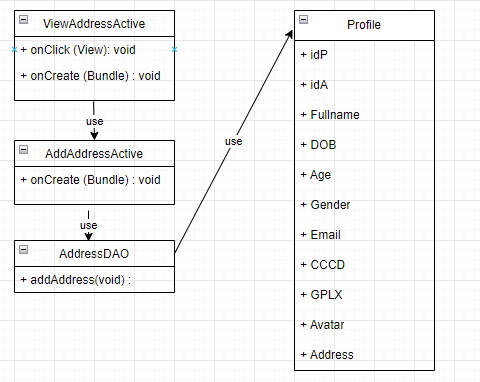 ViewAddressActive
+ onClick (View): void
+ onCreate (Bundle) : void
use
AddAddressActive
+ onCreate (Bundle) : void
use
AddressDAO
+ addAddress(void) :
use
Profile
+ idP
+ idA
+ Fullname
+ DOB
+ Age
+ Gender
+ Email
+ CCCD
+ GPLX
+ Avatar
+ Address